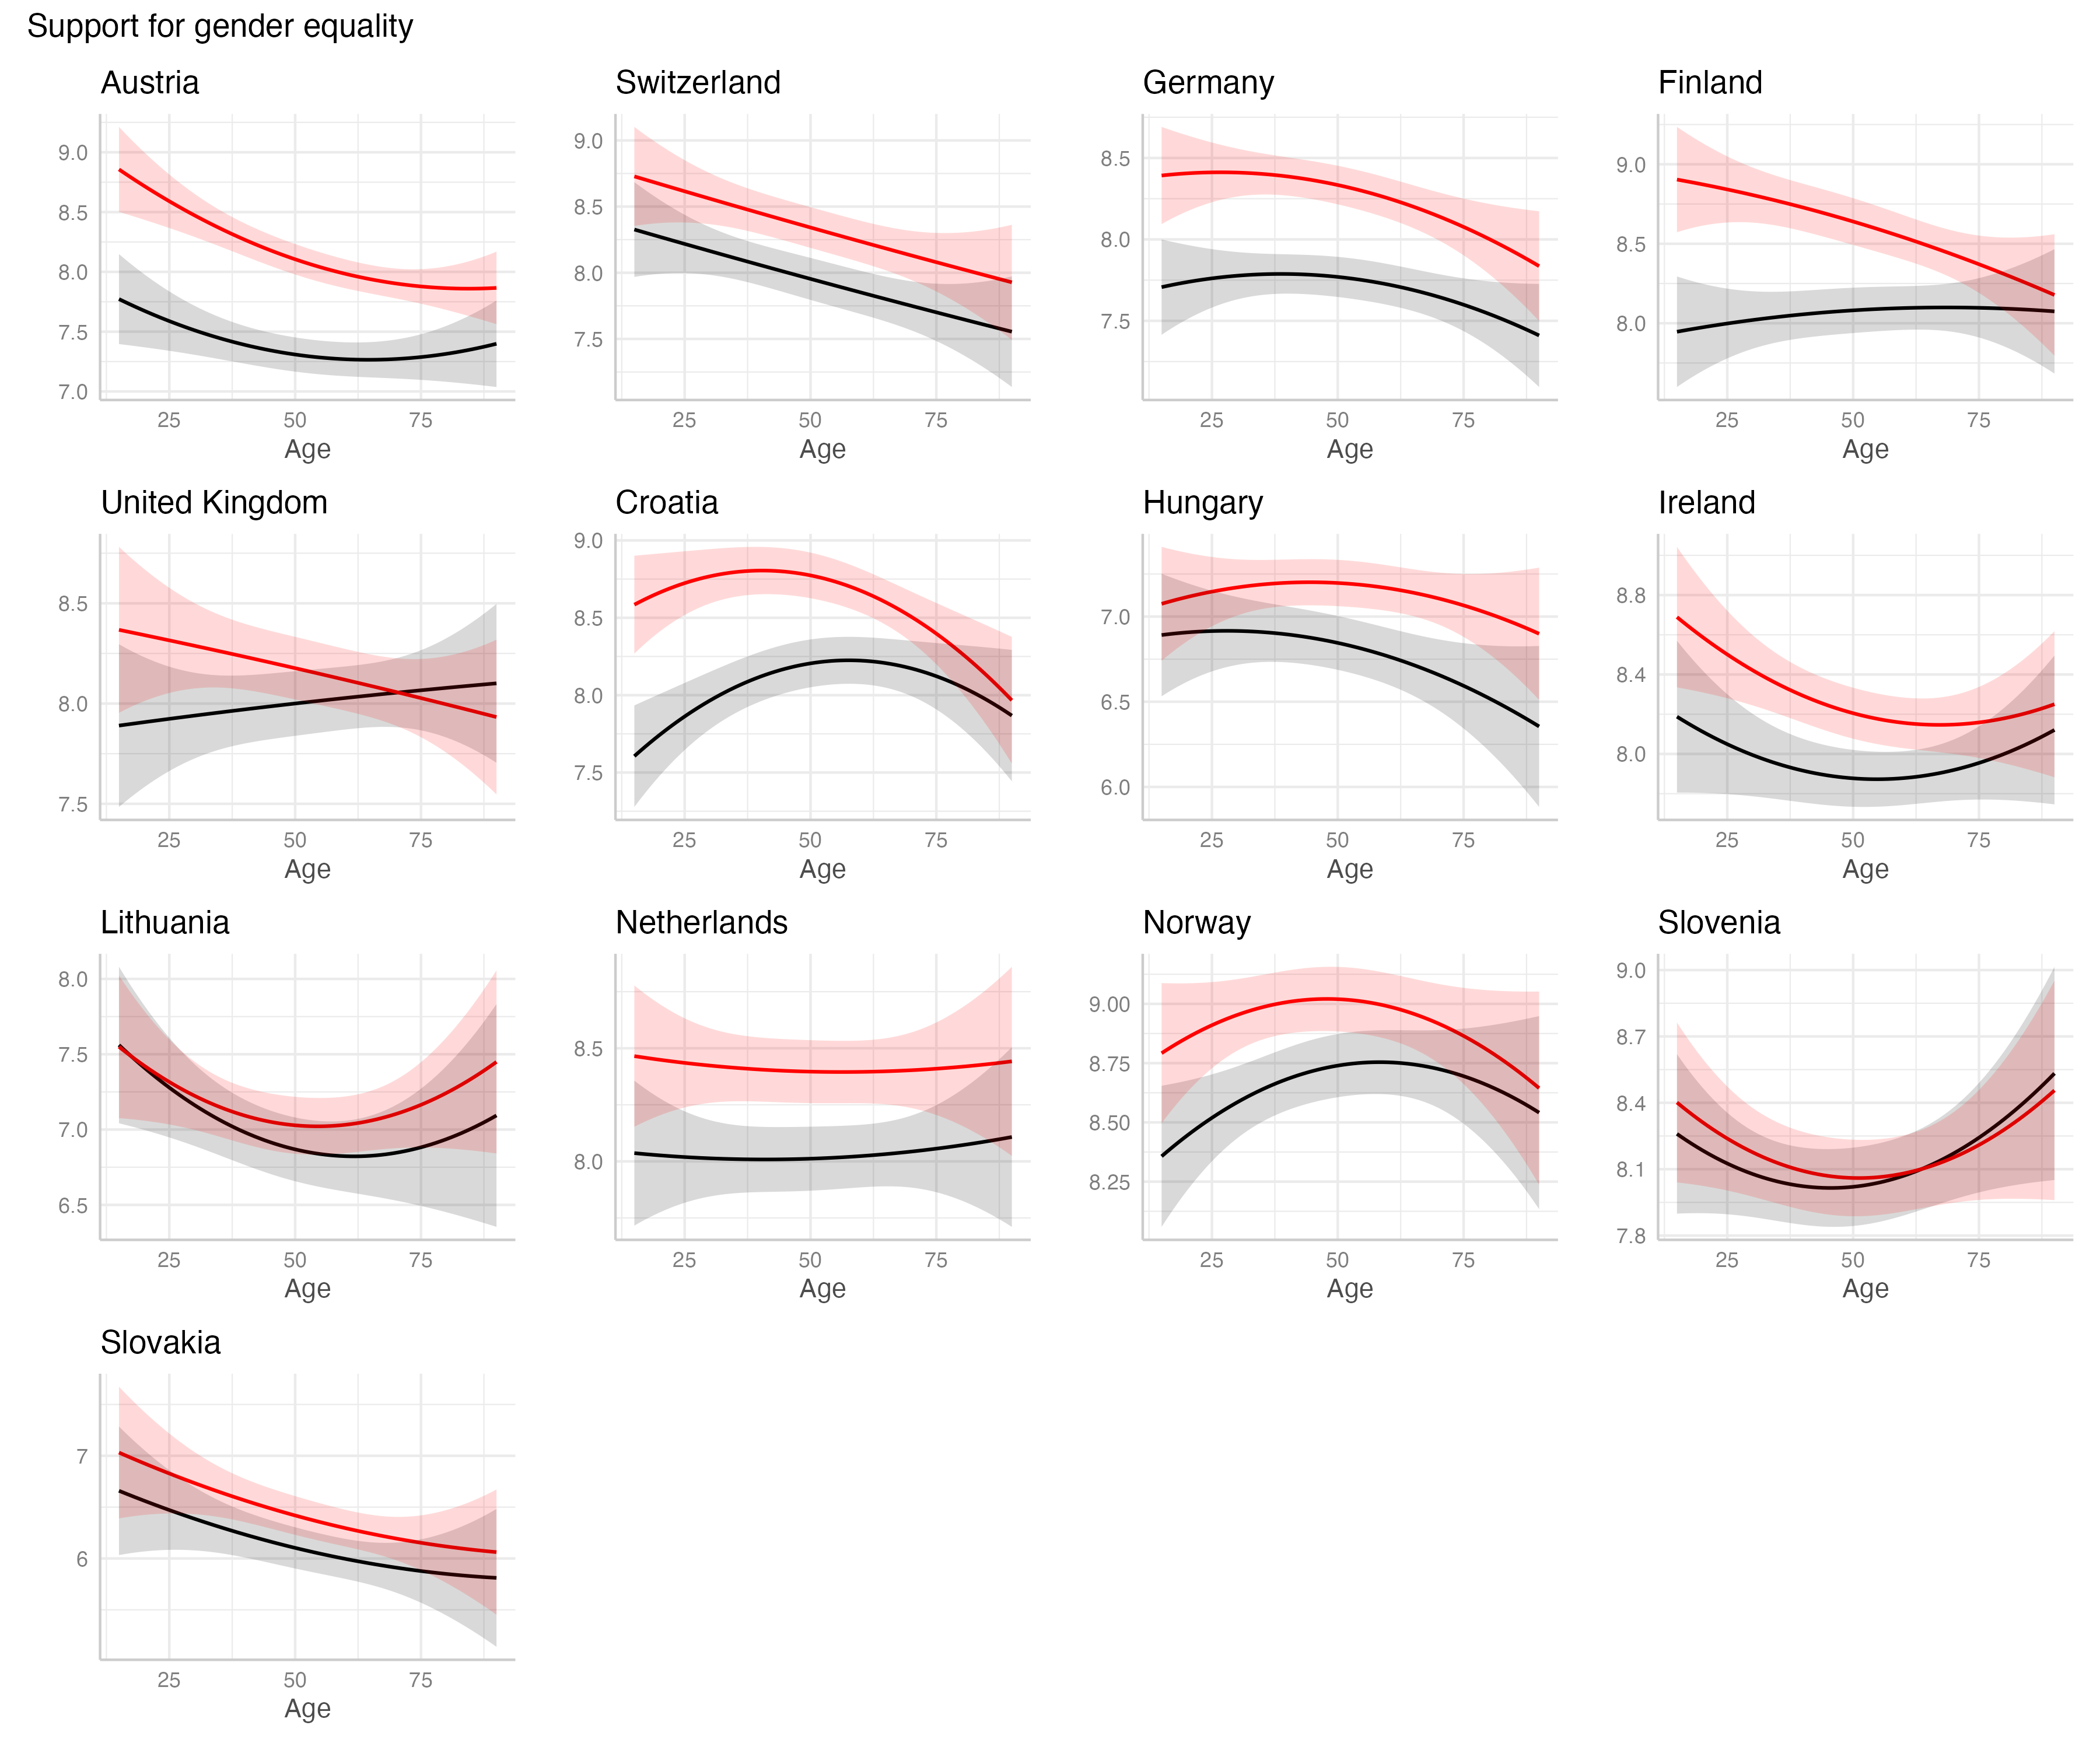 Support for gender equality
Austria
9.0
8.5
8.0
7.5
7.0
25 50 75
Age
Switzerland
9.0
8.5
8.0
7.5
25 50 75
Age
Germany
8.5
8.0
7.5
25 50 75
Age
Finland
9.0
8.5
8.0
25 50 75
Age
United Kingdom
8.5
8.0
7.5
25 50 75
Age
Croatia
9.0
8.5
8.0
7.5
25 50 75
Age
Hungary
7.0
6.5
6.0
25 50 75
Age
Ireland
8.8
8.4
8.0
25 50 75
Age
Lithuania
8.0
7.5
7.0
6.5
25 50 75
Age
Netherlands
8.5
8.0
25 50 75
Age
Norway
9.00
8.75
8.50
8.25
25 50 75
Age
Slovenia
9.0
8.7
8.4
8.1
7.8
25 50 75
Age
Slovakia
7
6
25 50 75
Age